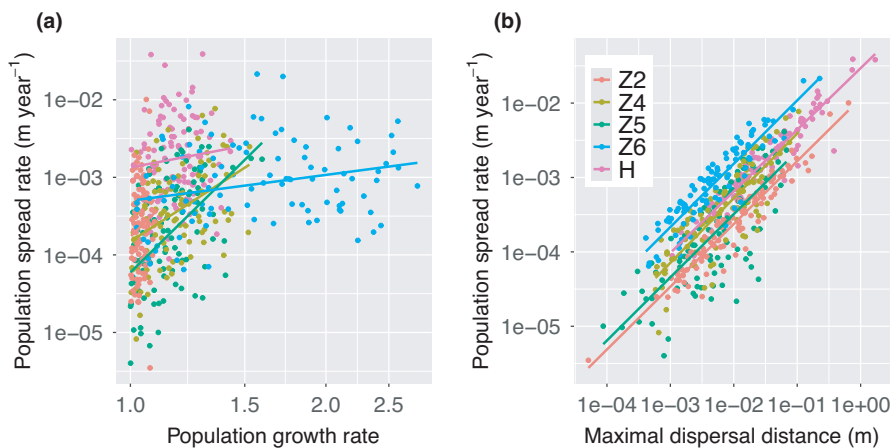 (a)
Population spread rate (m year⁻¹)
1e−02
1e−03
1e−04
1e−05
1.0 1.5 2.0 2.5
Population growth rate
(b)
Population spread rate (m year⁻¹)
1e−02
1e−03
1e−04
1e−05
Z2
Z4
Z5
Z6
H
1e−04 1e−03 1e−02 1e−01 1e+00
Maximal dispersal distance (m)